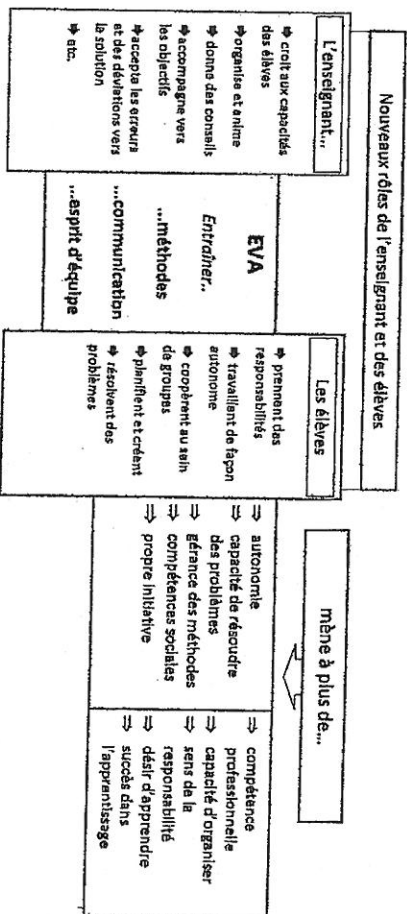 Nouveaux rôles de l'enseignant et des élèves
L'enseignant...
➡ croit aux capacités
des élèves
➡organise et anime
➡ donne des conseils
➡accompagne vers
les objectifs
➡accepte les erreurs
et des déviations vers
la solution
➡ etc.
EVA
Entraîner..
...méthodes
...communication
...esprit d'équipe
Les élèves
➡ prennent des
responsabilités
➡ travaillent de façon
autonome
➡ coopèrent au sein
de groupes
➡planifient et créent
➡ résolvent des
problèmes
mène à plus de...
⇒ autonomie
⇒ capacité de résoudre
des problèmes
⇒ gérance des méthodes
⇒ compétences sociales
⇒ propre initiative
⇒ compétence
professionnelle
⇒ capacité d'organiser
⇒ sens de la
responsabilité
⇒ désir d'apprendre
⇒ succès dans
l'apprentissage